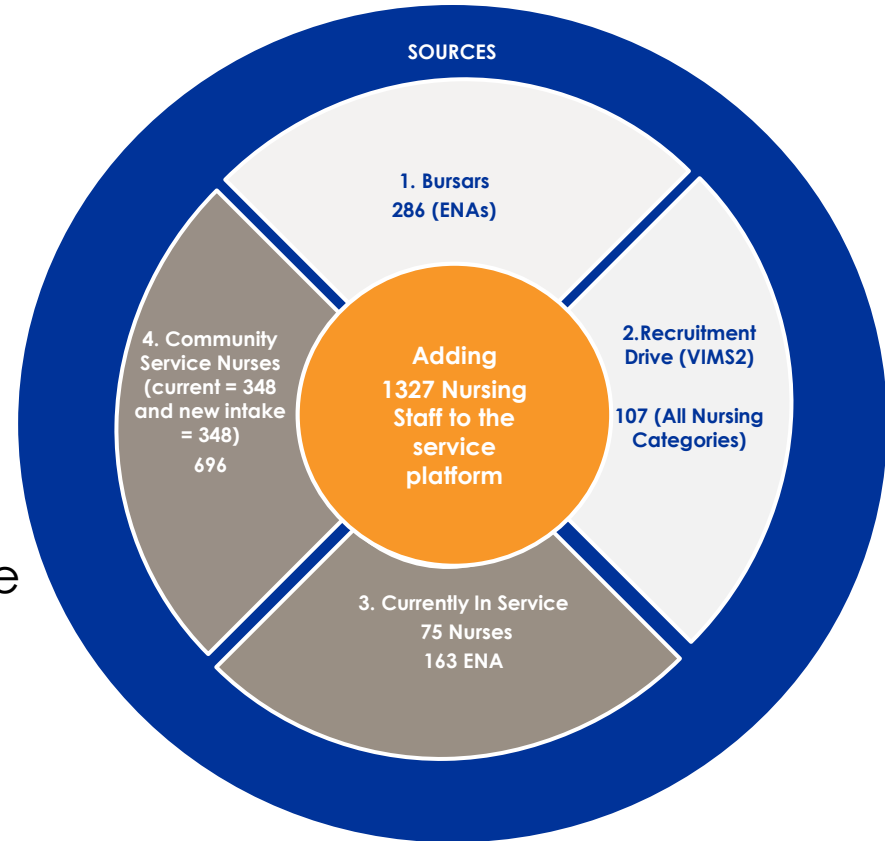 SOURCES
1. Bursars
286 (ENAs)
2.Recruitment
Drive (VIMS2)
107 (All Nursing
Categories)
3. Currently In Service
75 Nurses
163 ENA
4. Community
Service Nurses
(current = 348
and new intake
= 348)
696
Adding
1327 Nursing
Staff to the
service
platform
e